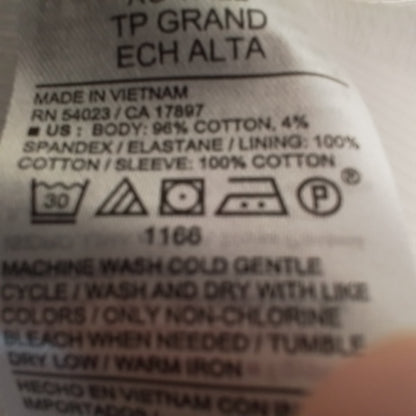 TP GRAND
ECH ALTA
MADE IN VIETNAM
RN 54023 / CA 17897
■ US : BODY: 96% COTTON, 4%
SPANDEX / ELASTANE / LINING: 100%
COTTON / SLEEVE: 100% COTTON
30 P ®
1166
MACHINE WASH COLD GENTLE
CYCLE / WASH AND DRY WITH LIKE
COLORS / ONLY NON-CHLORINE
BLEACH WHEN NEEDED / TUMBLE
DRY LOW / WARM IRON
HECHO EN VIETNAM CON
IMPORTADOR